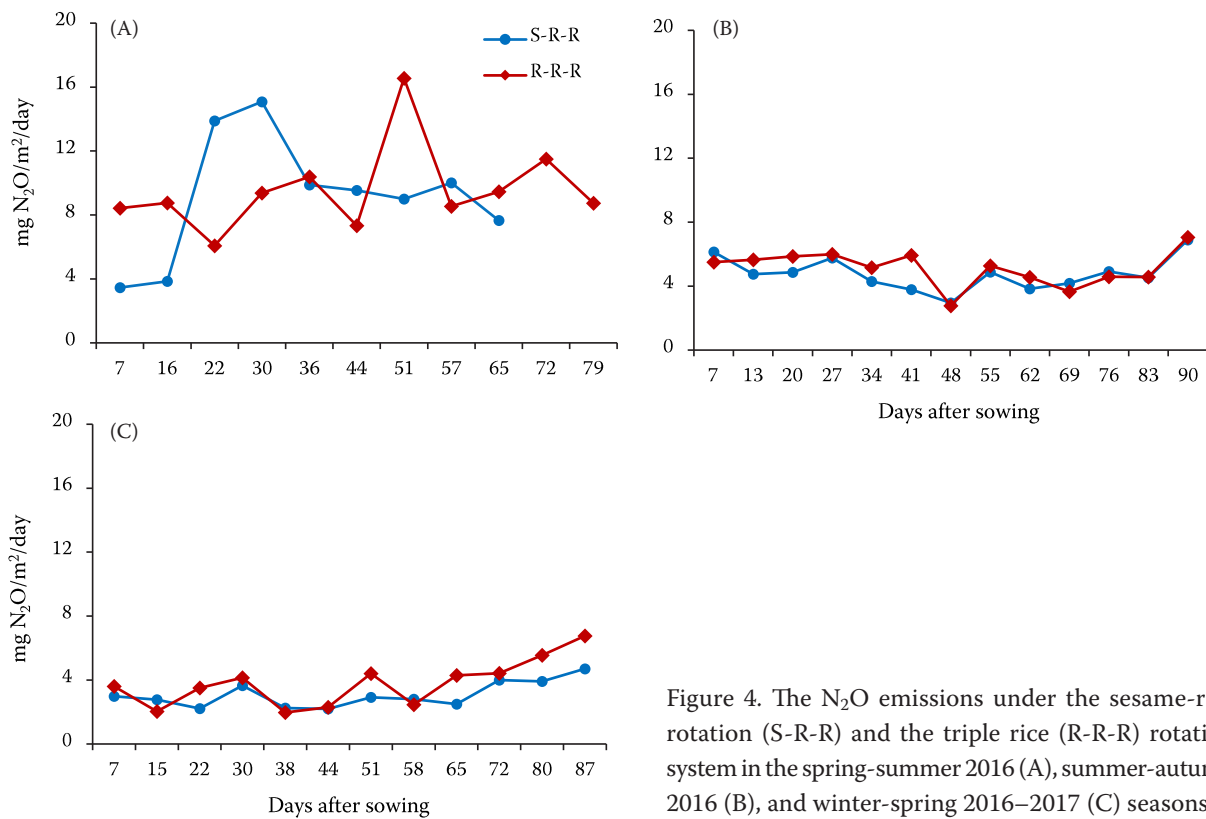 (A)
S-R-R
R-R-R
mg N₂O/m²/day
20
16
12
8
4
0
7 16 22 30 36 44 51 57 65 72 79
(B)
20
16
12
8
4
0
7 13 20 27 34 41 48 55 62 69 76 83 90
Days after sowing
(C)
mg N₂O/m²/day
20
16
12
8
4
0
7 15 22 30 38 44 51 58 65 72 80 87
Days after sowing
Figure 4. The N₂O emissions under the sesame-r
rotation (S-R-R) and the triple rice (R-R-R) rotati
system in the spring-summer 2016 (A), summer-autur
2016 (B), and winter-spring 2016–2017 (C) seasons